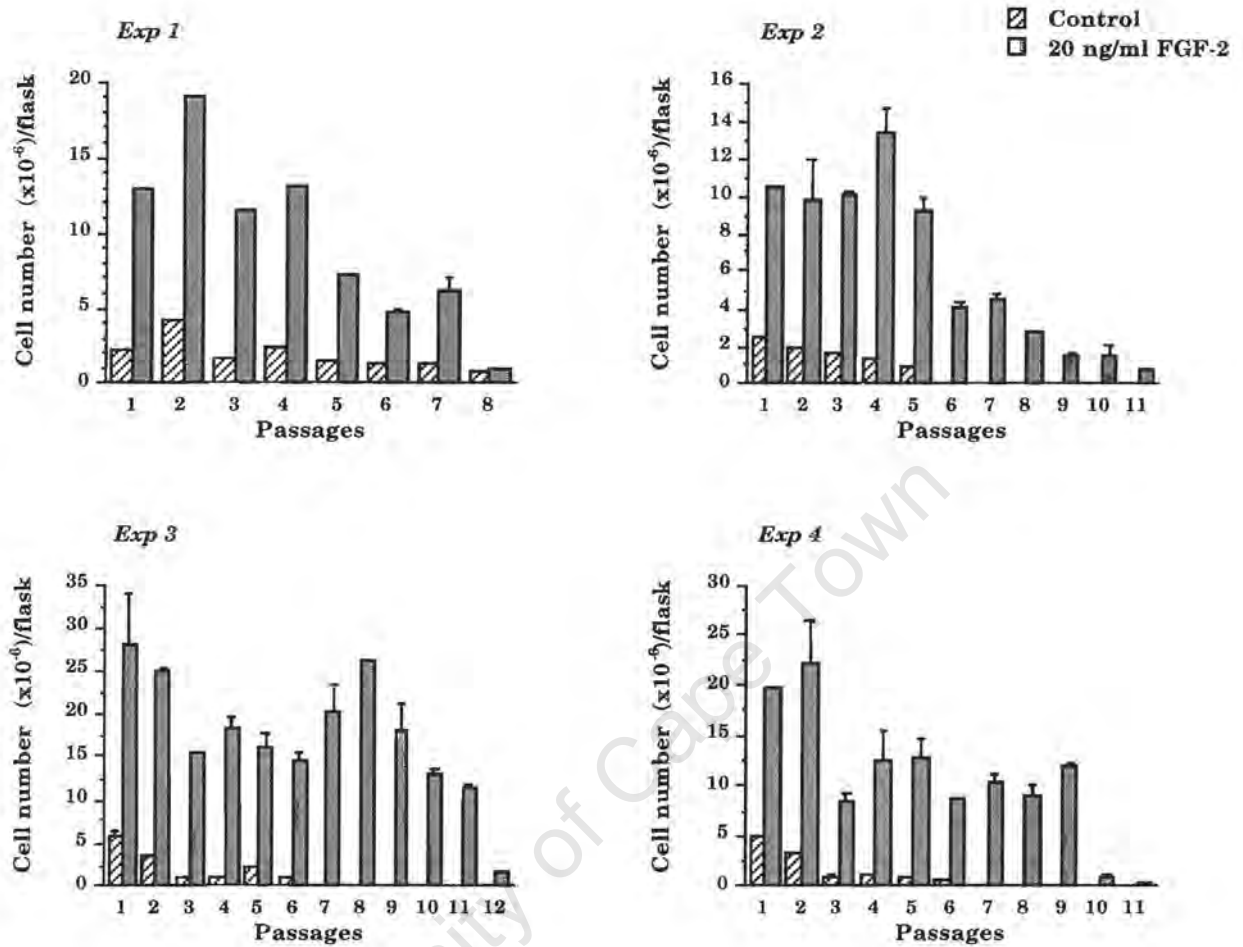 Control
20 ng/ml FGF-2
Exp 1
Cell number (x10⁻⁶)/flask
20
15
10
5
0
1 2 3 4 5 6 7 8
Passages
Exp 2
Cell number (x10⁻⁶)/flask
16
14
12
10
8
6
4
2
0
1 2 3 4 5 6 7 8 9 10 11
Passages
Exp 3
Cell number (x10⁻⁶)/flask
35
30
25
20
15
10
5
0
1 2 3 4 5 6 7 8 9 10 11 12
Passages
Exp 4
Cell number (x10⁻⁶)/flask
30
25
20
15
10
5
0
1 2 3 4 5 6 7 8 9 10 11
Passages
of Cape Town